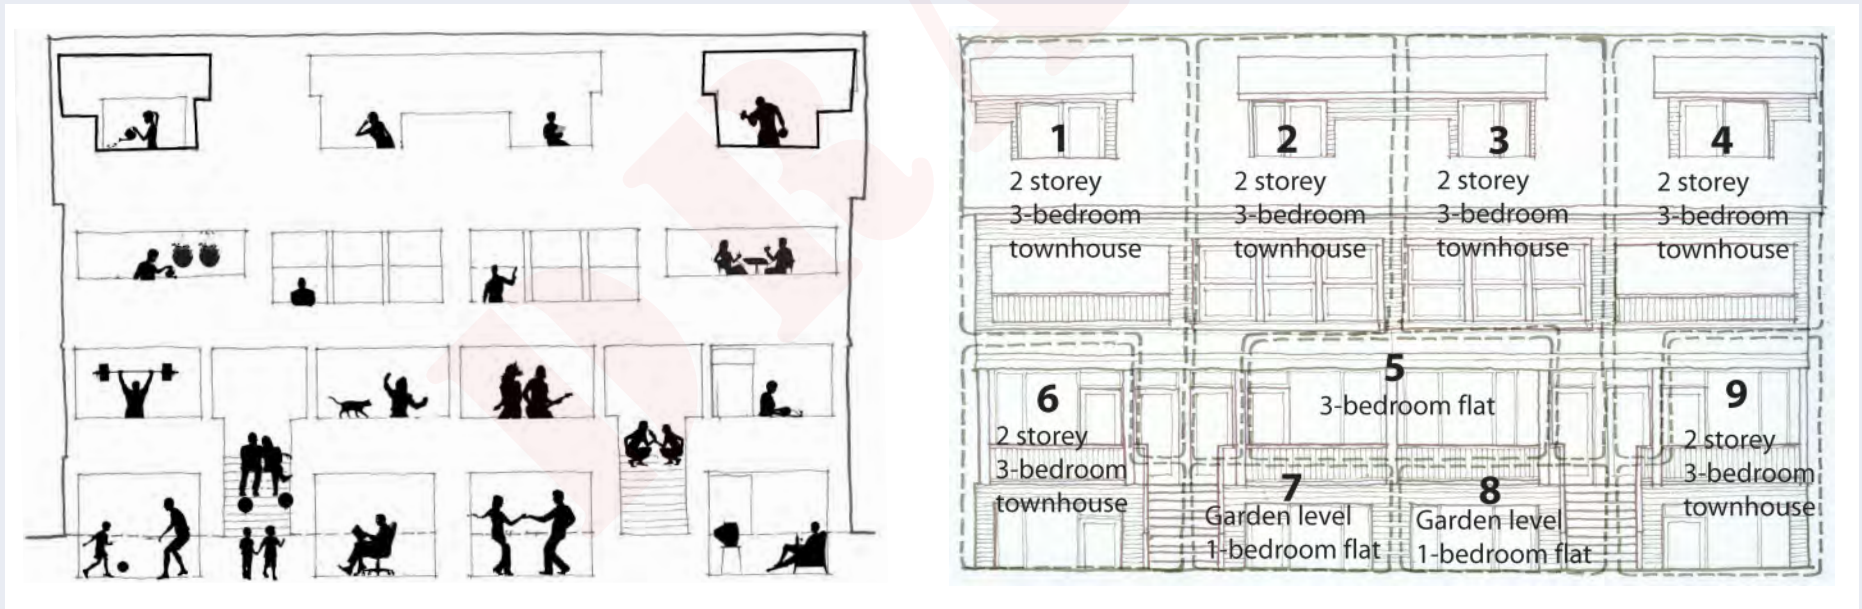 1
2 storey
3-bedroom
townhouse
2
2 storey
3-bedroom
townhouse
3
2 storey
3-bedroom
townhouse
4
2 storey
3-bedroom
townhouse
5
3-bedroom flat
6
2 storey
3-bedroom
townhouse
7
Garden level
1-bedroom flat
8
Garden level
1-bedroom flat
9
2 storey
3-bedroom
townhouse